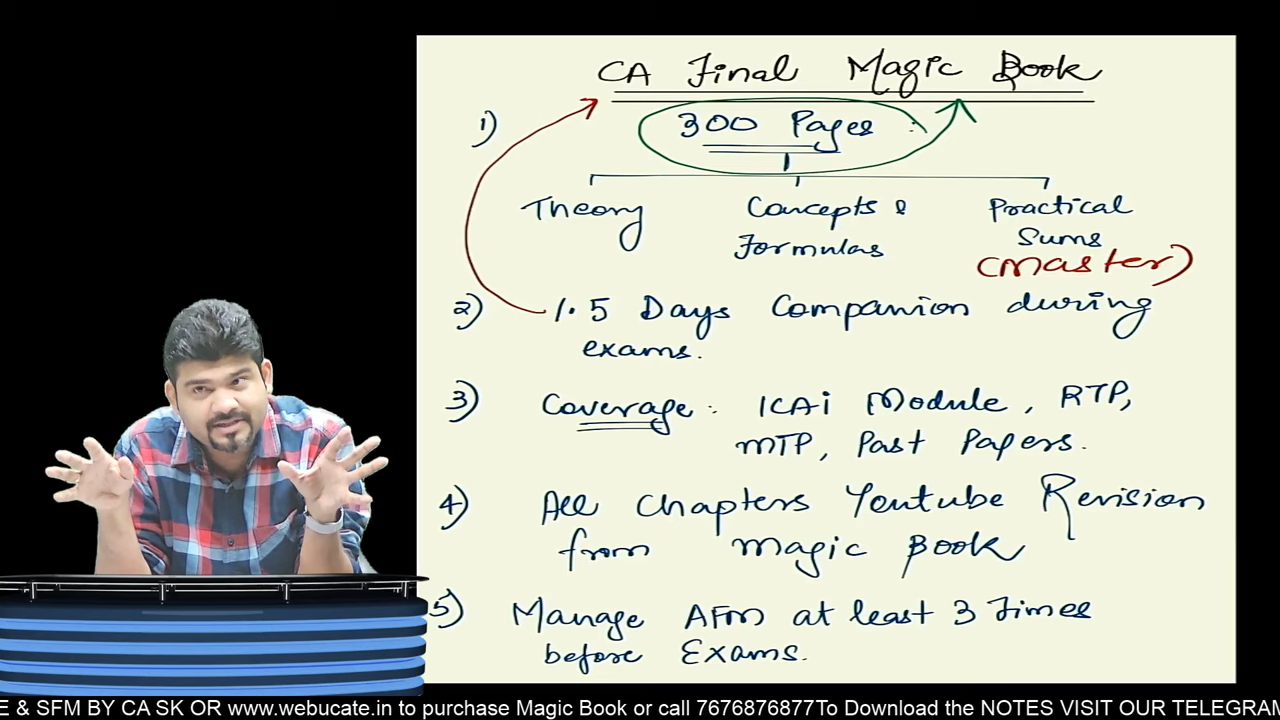 CA Final Magic Book
1) 300 Pages :
Theory Concepts & Practical
Formulas Sums
(Master)
2) 1.5 Days Companion during
exams.
3) Coverage : ICAi Module, RTP,
MTP, Past Papers.
4) All Chapters Youtube Revision
from Magic Book
5) Manage AFM at least 3 Times
before Exams.
E & SFM BY CA SK OR www.webucate.in to purchase Magic Book or call 7676876877To Download the NOTES VISIT OUR TELEGRAM